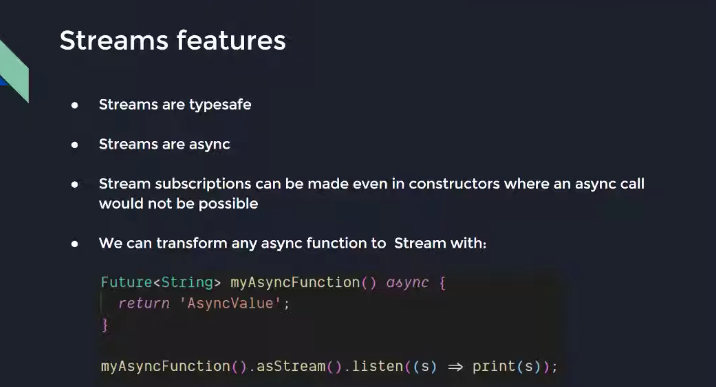 Streams features
● Streams are typesafe
● Streams are async
● Stream subscriptions can be made even in constructors where an async call
would not be possible
● We can transform any async function to Stream with:
Future<String> myAsyncFunction() async {
return 'AsyncValue';
}
myAsyncFunction().asStream().listen((s) => print(s));